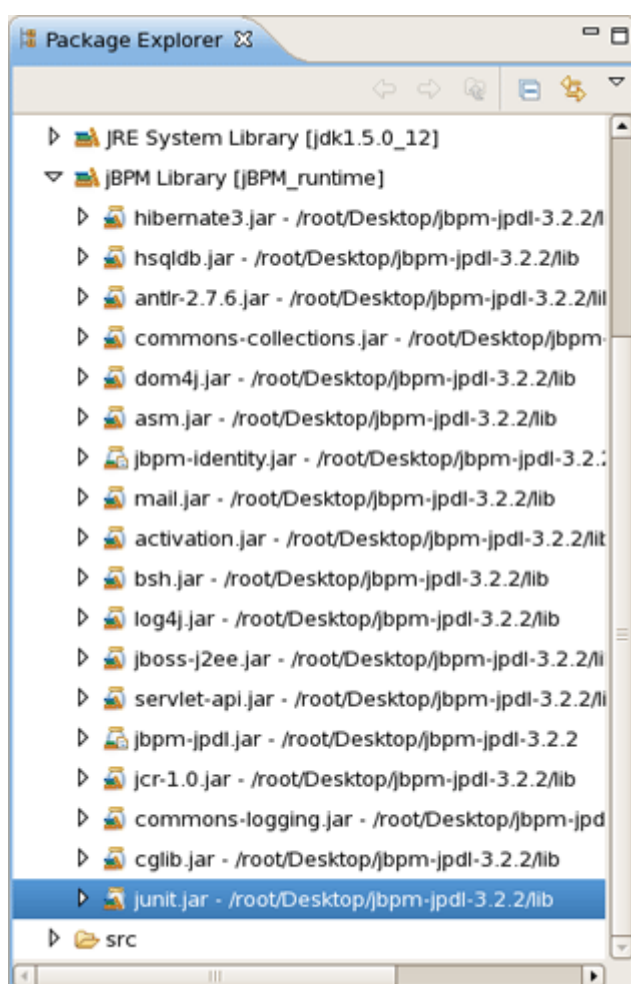 Package Explorer
JRE System Library [jdk1.5.0_12]
jBPM Library [jBPM_runtime]
hibernate3.jar - /root/Desktop/jbpm-jpdl-3.2.2/l
hsqldb.jar - /root/Desktop/jbpm-jpdl-3.2.2/lib
antlr-2.7.6.jar - /root/Desktop/jbpm-jpdl-3.2.2/lil
commons-collections.jar - /root/Desktop/jbpm-
dom4j.jar - /root/Desktop/jbpm-jpdl-3.2.2/lib
asm.jar - /root/Desktop/jbpm-jpdl-3.2.2/lib
jbpm-identity.jar - /root/Desktop/jbpm-jpdl-3.2.2
mail.jar - /root/Desktop/jbpm-jpdl-3.2.2/lib
activation.jar - /root/Desktop/jbpm-jpdl-3.2.2/lib
bsh.jar - /root/Desktop/jbpm-jpdl-3.2.2/lib
log4j.jar - /root/Desktop/jbpm-jpdl-3.2.2/lib
jboss-j2ee.jar - /root/Desktop/jbpm-jpdl-3.2.2/li
servlet-api.jar - /root/Desktop/jbpm-jpdl-3.2.2/li
jbpm-jpdl.jar - /root/Desktop/jbpm-jpdl-3.2.2
jcr-1.0.jar - /root/Desktop/jbpm-jpdl-3.2.2/lib
commons-logging.jar - /root/Desktop/jbpm-jpd
cglib.jar - /root/Desktop/jbpm-jpdl-3.2.2/lib
junit.jar - /root/Desktop/jbpm-jpdl-3.2.2/lib
src